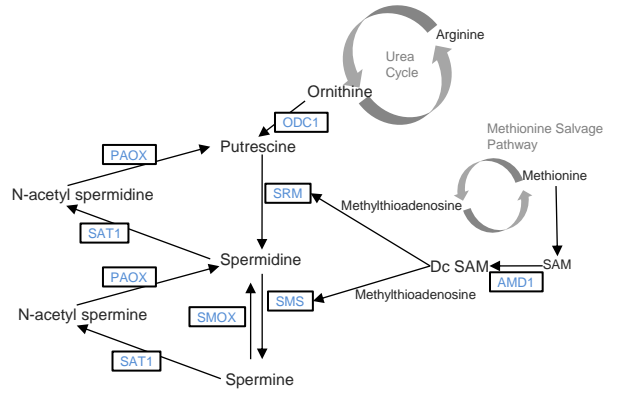 Arginine
Urea
Cycle
Ornithine
ODC1
Putrescine
Methionine Salvage
Pathway
PAOX
Methionine
N-acetyl spermidine
SRM
Methylthioadenosine
SAT1
Spermidine
Dc SAM
SAM
PAOX
AMD1
Methylthioadenosine
N-acetyl spermine
SMOX
SMS
SAT1
Spermine